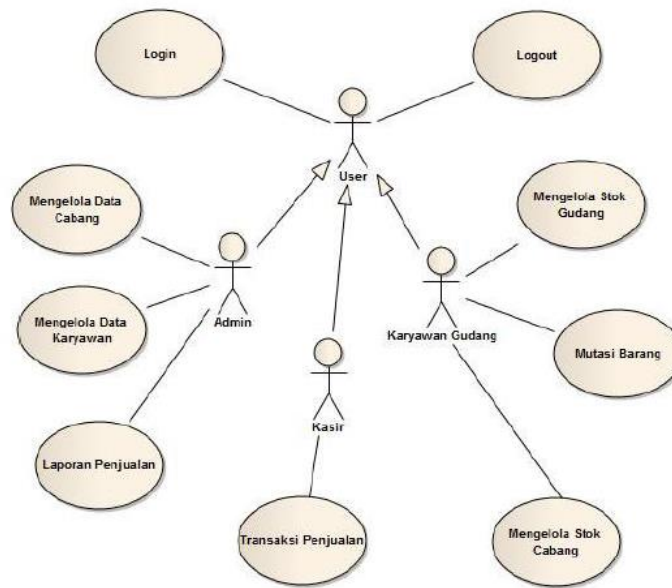 Login
Logout
User
Mengelola Data
Cabang
Mengelola Stok
Gudang
Mengelola Data
Karyawan
Admin
Karyawan Gudang
Mutasi Barang
Kasir
Laporan Penjualan
Transaksi Penjualan
Mengelola Stok
Cabang